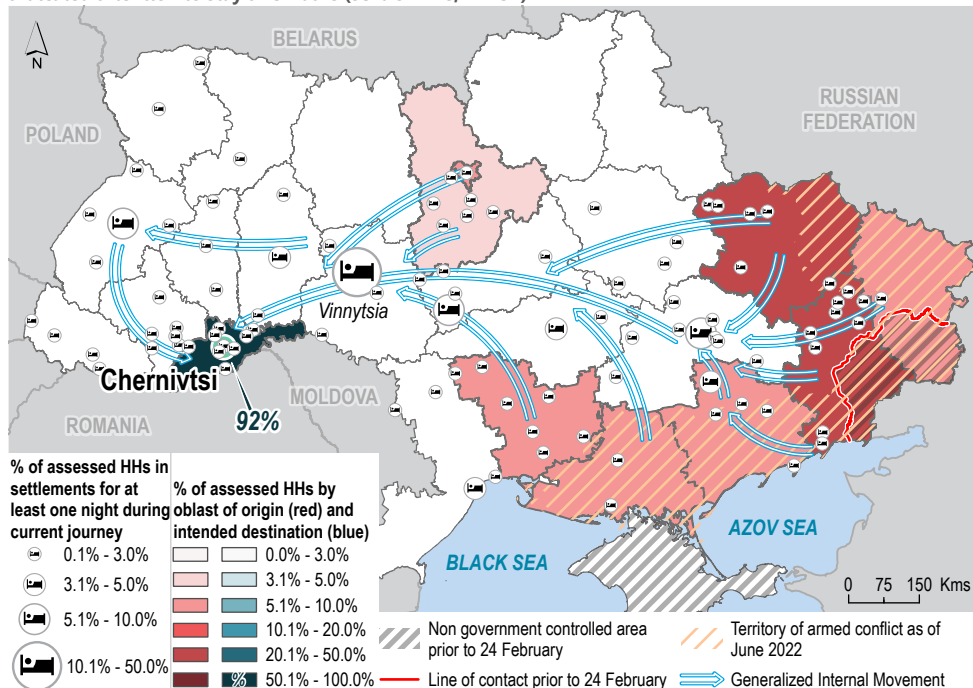 BELARUS
N
POLAND
RUSSIAN
FEDERATION
Vinnytsia
Chernivtsi
MOLDOVA
92%
ROMANIA
AZOV SEA
BLACK SEA
0 75 150 Kms
% of assessed HHs in
settlements for at
least one night during
current journey
0.1% - 3.0%
3.1% - 5.0%
5.1% - 10.0%
10.1% - 50.0%
% of assessed HHs by
oblast of origin (red) and
intended destination (blue)
0.0% - 3.0%
3.1% - 5.0%
5.1% - 10.0%
10.1% - 20.0%
20.1% - 50.0%
% 50.1% - 100.0%
Non government controlled area
prior to 24 February
Line of contact prior to 24 February
Territory of armed conflict as of
June 2022
Generalized Internal Movement